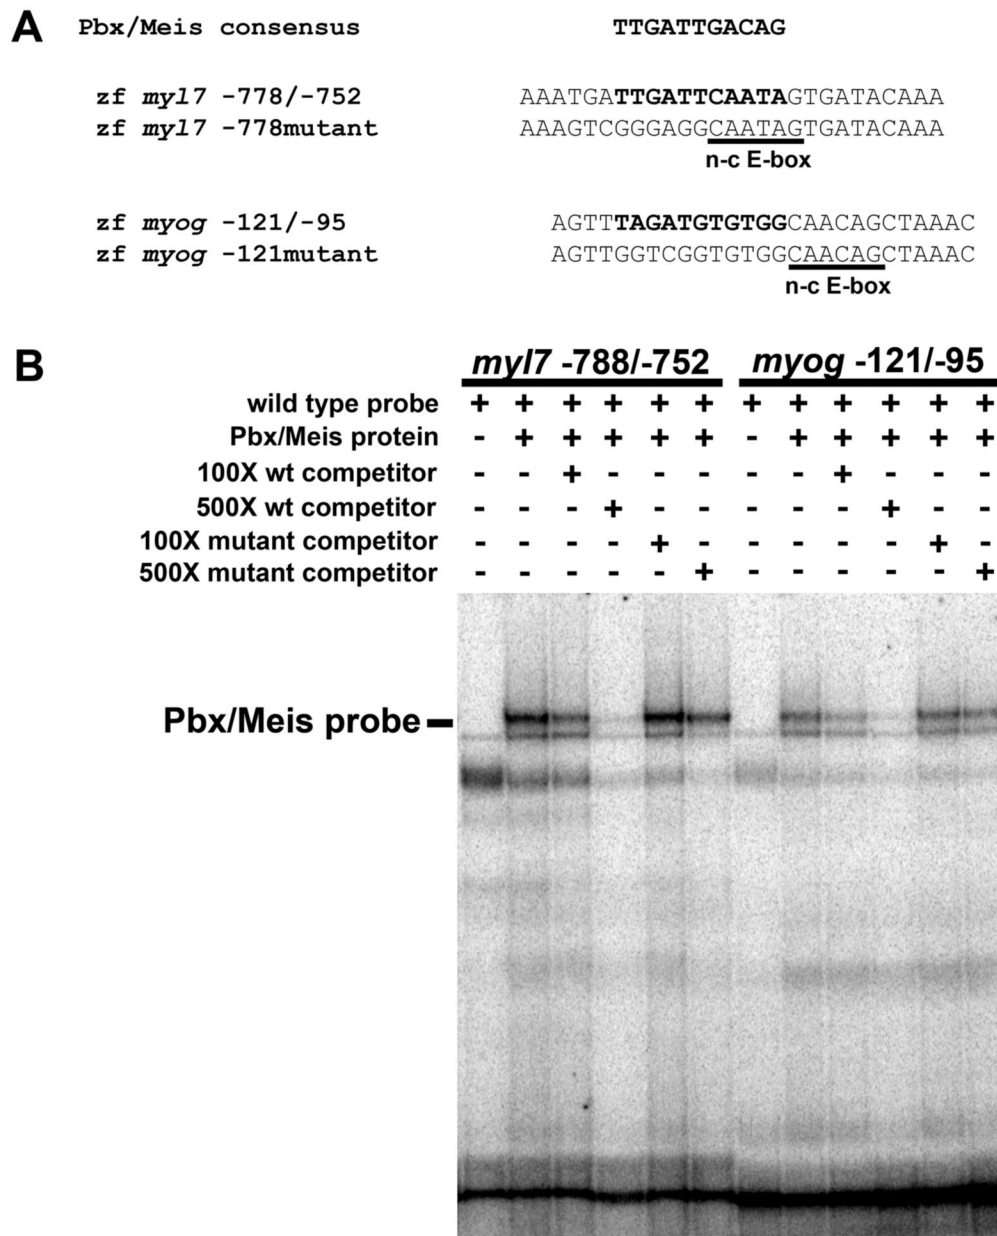 A Pbx/Meis consensus TTGATTGACAG
zf myl7 -778/-752 AAATGATTGATTCAATAGTGATACAAA
zf myl7 -778mutant AAAGTCGGGAGGCAATAGTGATACAAA
n-c E-box
zf myog -121/-95 AGTTTAGATGTGTGGCAACAGCTAAAC
zf myog -121mutant AGTTGGTCGGTGTGGCAACAGCTAAAC
n-c E-box
B myl7 -788/-752 myog -121/-95
wild type probe + + + + + + + + + + + +
Pbx/Meis protein - + + + + + - + + + + +
100X wt competitor - - + - - - - - + - - -
500X wt competitor - - - + - - - - - + - -
100X mutant competitor - - - - + - - - - - + -
500X mutant competitor - - - - - + - - - - - +
Pbx/Meis probe